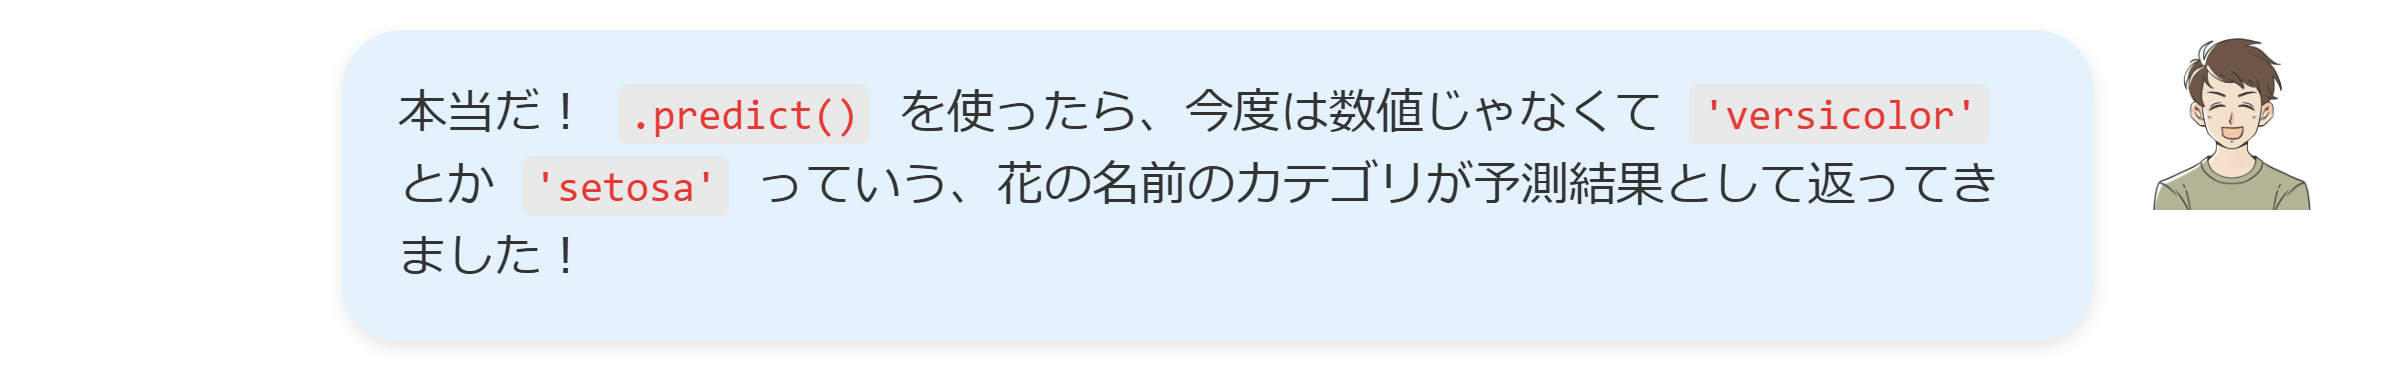 本当だ！ .predict() を使ったら、今度は数値じゃなくて 'versicolor'
とか 'setosa' っていう、花の名前のカテゴリが予測結果として返ってき
ました！